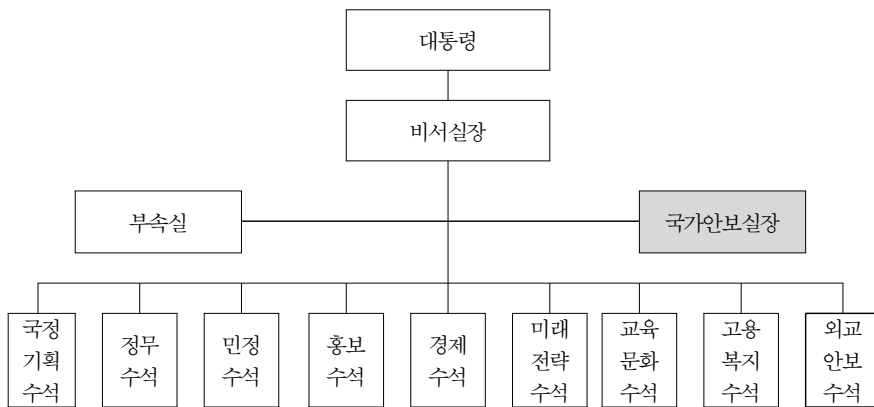 대통령
비서실장
부속실
국가안보실장
국정
기획
수석
정무
수석
민정
수석
홍보
수석
경제
수석
미래
전략
수석
교육
문화
수석
고용
복지
수석
외교
안보
수석